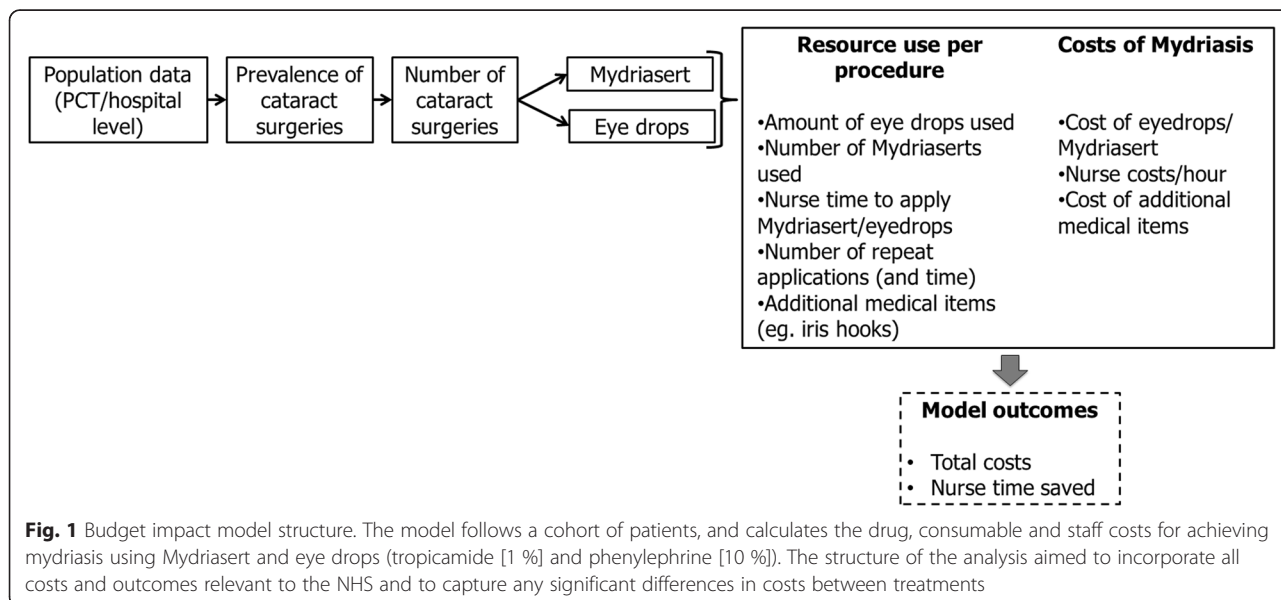 Population data
(PCT/hospital
level)
Prevalence of
cataract
surgeries
Number of
cataract
surgeries
Mydriasert
Eye drops
Resource use per
procedure
•Amount of eye drops used
•Number of Mydriaserts
used
•Nurse time to apply
Mydriasert/eyedrops
•Number of repeat
applications (and time)
•Additional medical items
(eg. iris hooks)
Costs of Mydriasis
•Cost of eyedrops/
Mydriasert
•Nurse costs/hour
•Cost of additional
medical items
Model outcomes
• Total costs
• Nurse time saved
Fig. 1 Budget impact model structure. The model follows a cohort of patients, and calculates the drug, consumable and staff costs for achieving
mydriasis using Mydriasert and eye drops (tropicamide [1 %] and phenylephrine [10 %]). The structure of the analysis aimed to incorporate all
costs and outcomes relevant to the NHS and to capture any significant differences in costs between treatments